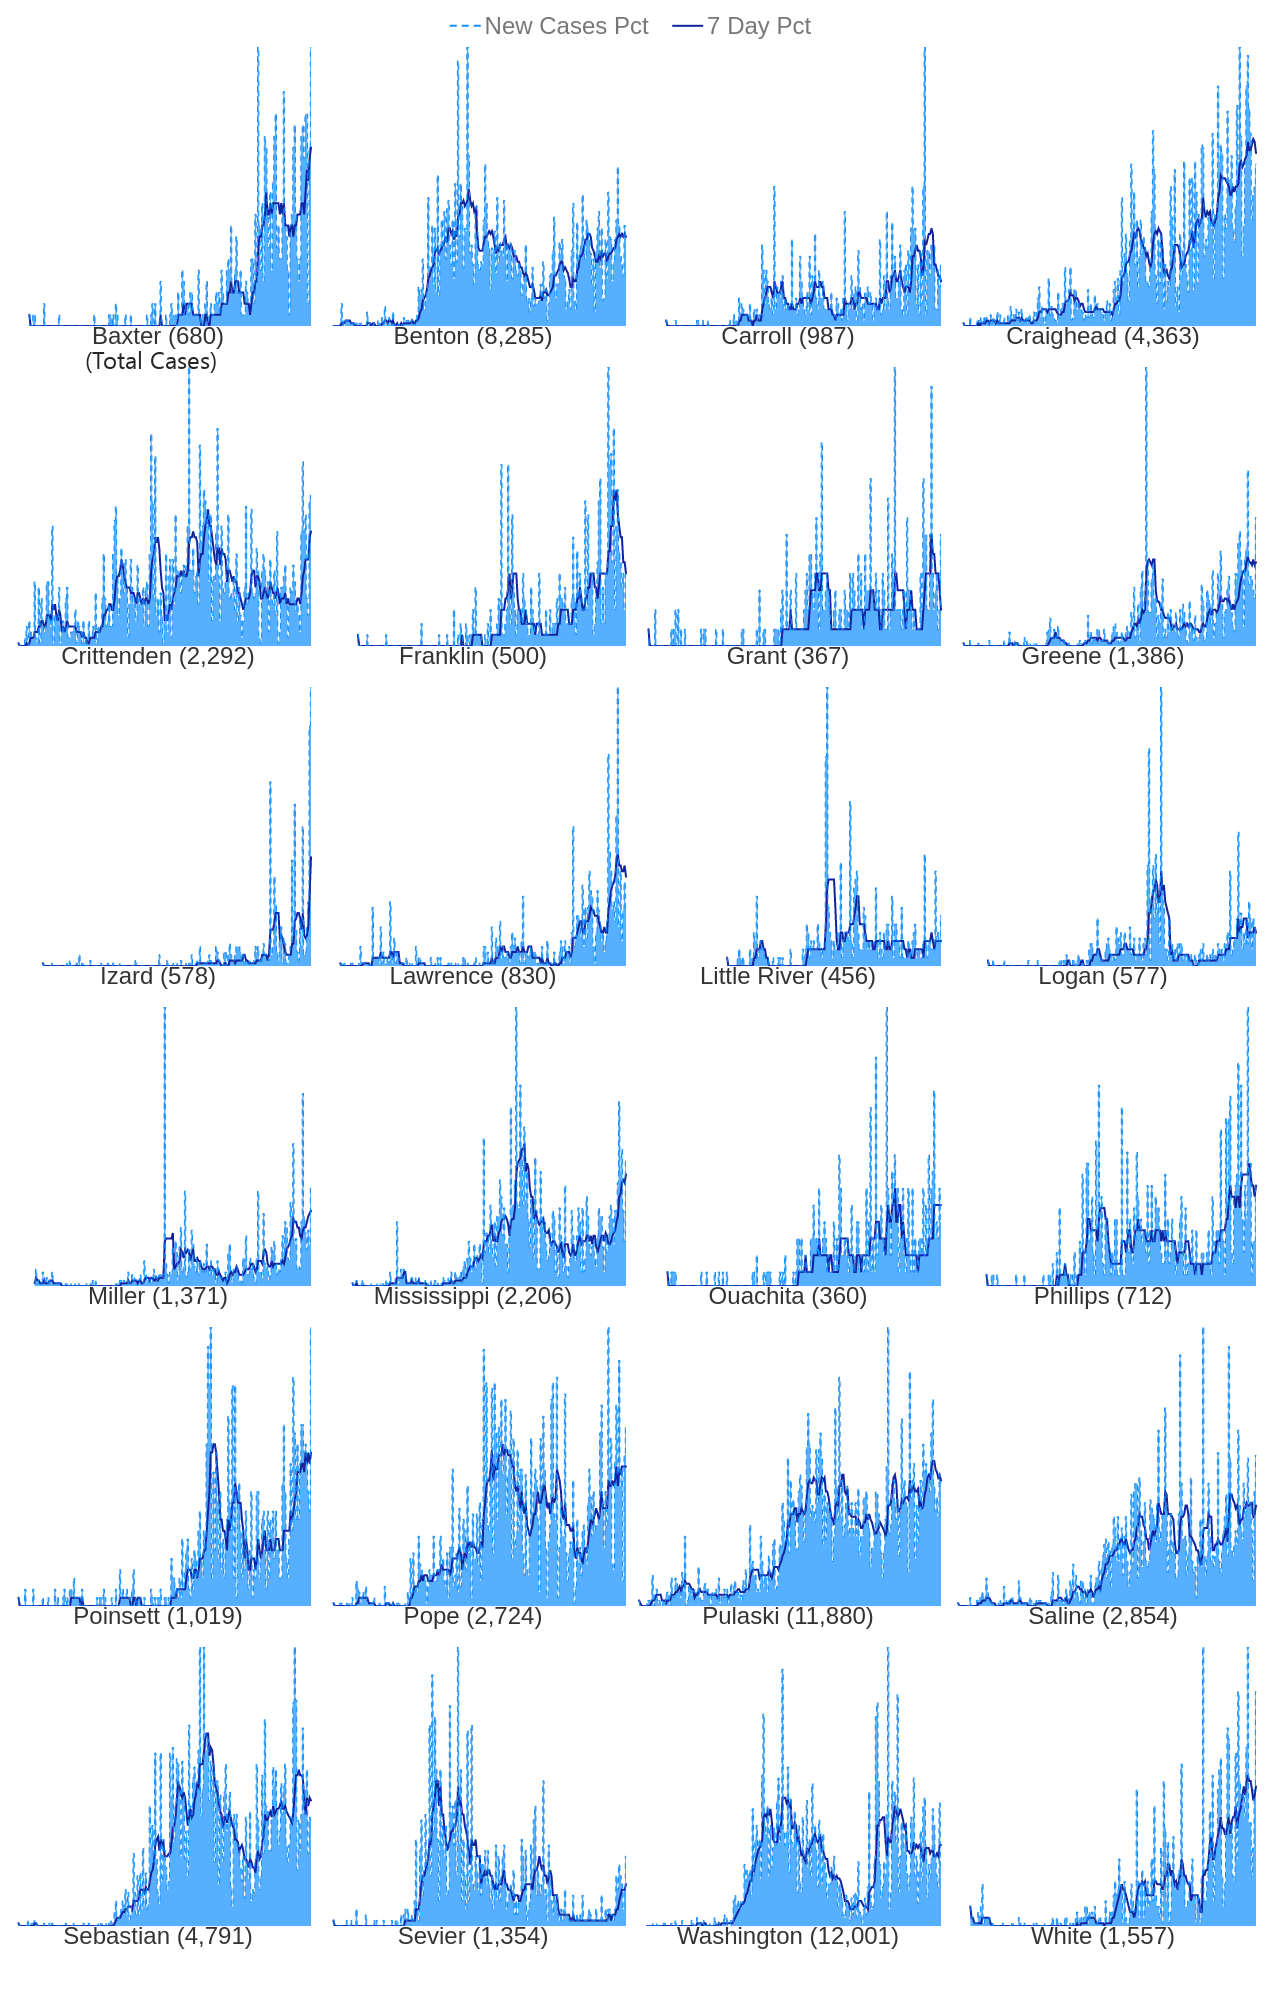 New Cases Pct 7 Day Pct
Baxter (680) Benton (8,285) Carroll (987) Craighead (4,363)
(Total Cases)
Crittenden (2,292) Franklin (500) Grant (367) Greene (1,386)
Izard (578) Lawrence (830) Little River (456) Logan (577)
Miller (1,371) Mississippi (2,206) Ouachita (360) Phillips (712)
Poinsett (1,019) Pope (2,724) Pulaski (11,880) Saline (2,854)
Sebastian (4,791) Sevier (1,354) Washington (12,001) White (1,557)